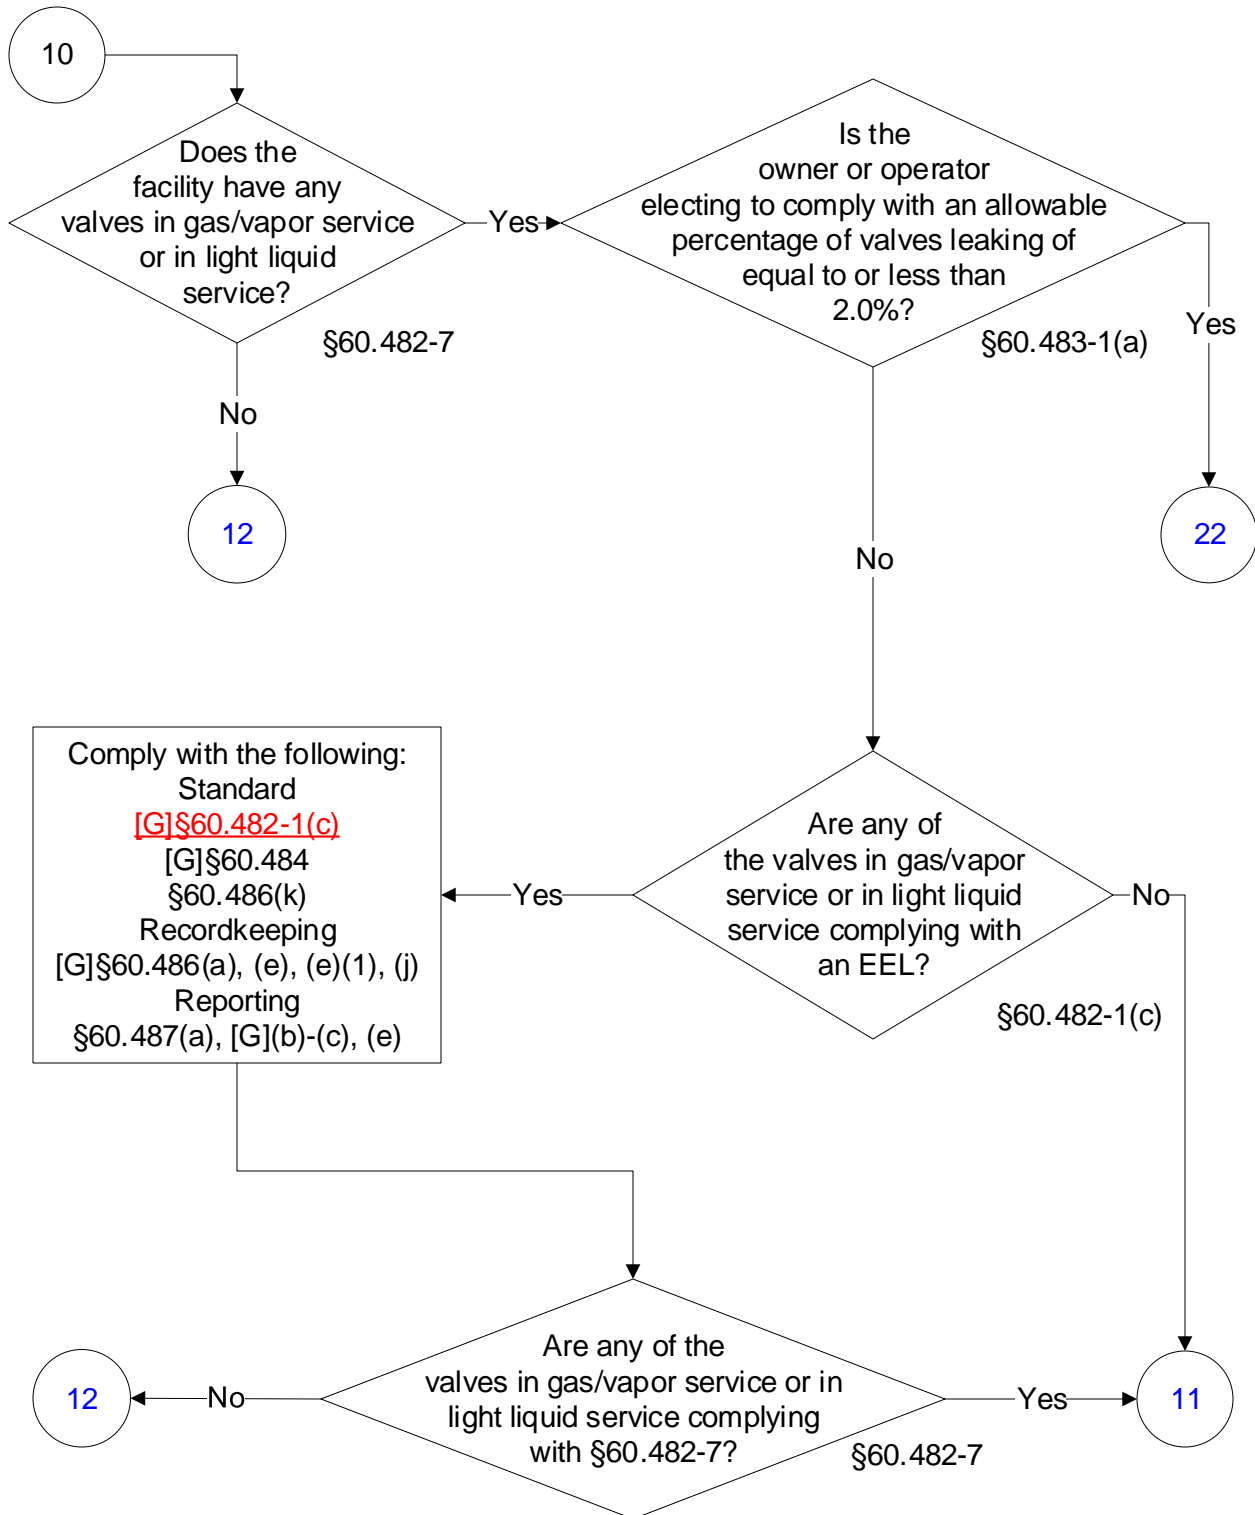 10
Does the
facility have any
valves in gas/vapor service
or in light liquid
service?
§60.482-7
Yes
No
12
Is the
owner or operator
electing to comply with an allowable
percentage of valves leaking of
equal to or less than
2.0%?
§60.483-1(a)
Yes
22
No
Are any of
the valves in gas/vapor
service or in light liquid
service complying with
an EEL?
§60.482-1(c)
Yes
No
Comply with the following:
Standard
[G]§60.482-1(c)
[G]§60.484
§60.486(k)
Recordkeeping
[G]§60.486(a), (e), (e)(1), (j)
Reporting
§60.487(a), [G](b)-(c), (e)
Are any of the
valves in gas/vapor service or in
light liquid service complying
with §60.482-7?
§60.482-7
No
12
Yes
11